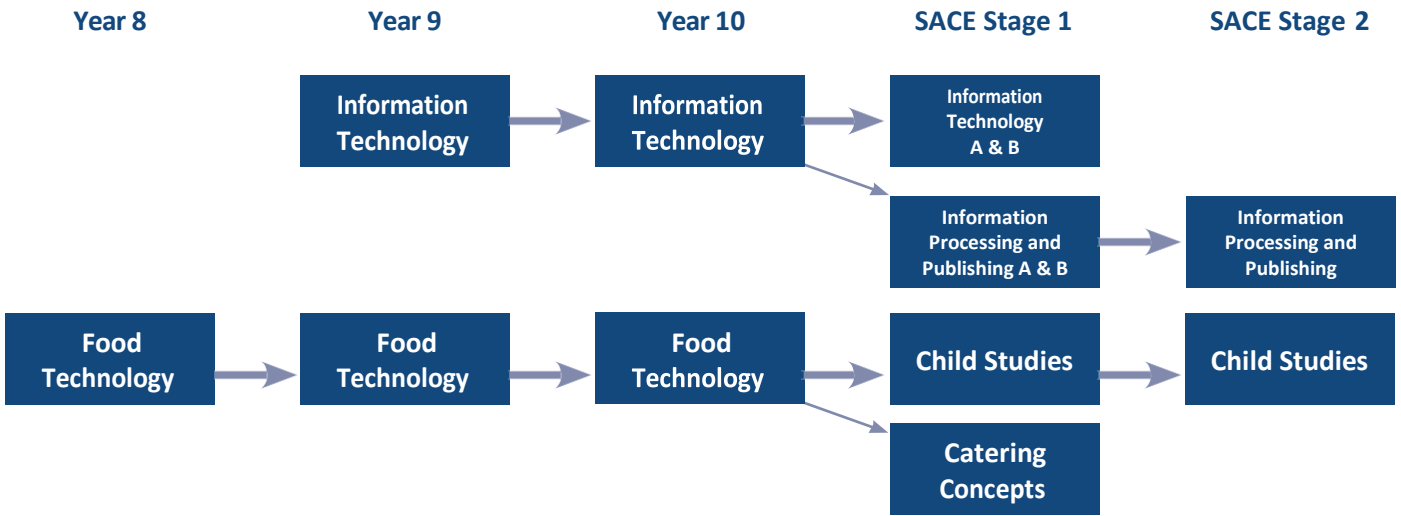 Year 8
Year 9
Year 10
SACE Stage 1
SACE Stage 2
Information
Technology
Information
Technology
Information
Technology
A & B
Information
Processing and
Publishing A & B
Information
Processing and
Publishing
Food
Technology
Food
Technology
Food
Technology
Child Studies
Child Studies
Catering
Concepts